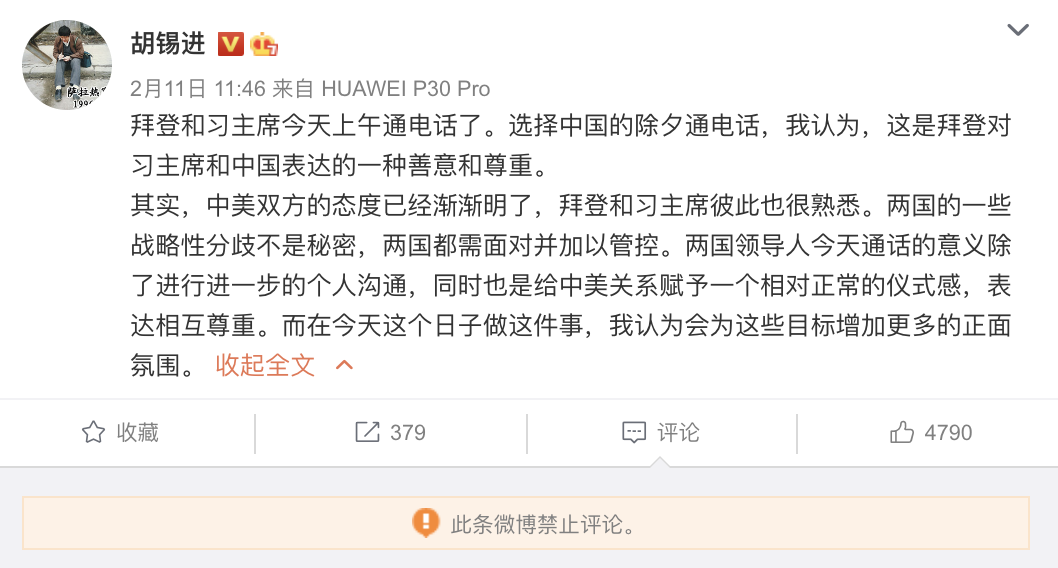 胡锡进
2月11日 11:46 来自 HUAWEI P30 Pro
拜登和习主席今天上午通电话了。选择中国的除夕通电话，我认为，这是拜登对
习主席和中国表达的一种善意和尊重。
其实，中美双方的态度已经渐渐明了，拜登和习主席彼此也很熟悉。两国的一些
战略性分歧不是秘密，两国都需面对并加以管控。两国领导人今天通话的意义除
了进行进一步的个人沟通，同时也是给中美关系赋予一个相对正常的仪式感，表
达相互尊重。而在今天这个日子做这件事，我认为会为这些目标增加更多的正面
氛围。 收起全文
收藏 379 评论 4790
此条微博禁止评论。